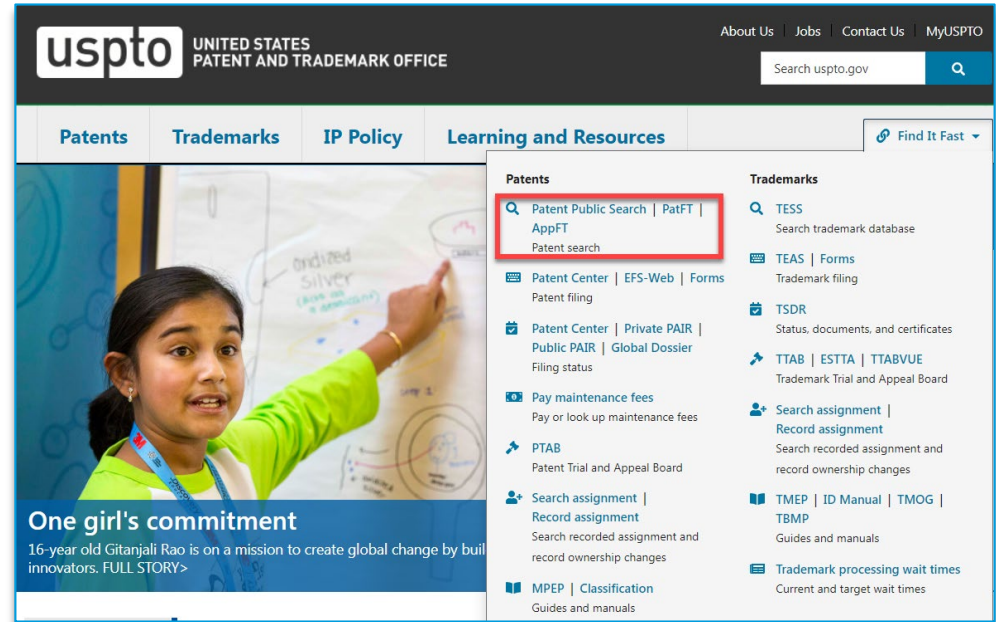 uspto
UNITED STATES
PATENT AND TRADEMARK OFFICE
About Us
Jobs
Contact Us
MyUSPTO
Search uspto.gov
Patents
Trademarks
IP Policy
Learning and Resources
Find It Fast
oridized
silver
One girl's commitment
16-year old Gitanjali Rao is on a mission to create global change by buil
innovators. FULL STORY>
Patents
Patent Public Search | PatFT |
AppFT
Patent search
Patent Center | EFS-Web | Forms
Patent filing
Patent Center | Private PAIR |
Public PAIR | Global Dossier
Filing status
Pay maintenance fees
Pay or look up maintenance fees
PTAB
Patent Trial and Appeal Board
Search assignment |
Record assignment
Search recorded assignment and
record ownership changes
MPEP | Classification
Guides and manuals
Trademarks
TESS
Search trademark database
TEAS | Forms
Trademark filing
TSDR
Status, documents, and certificates
TTAB | ESTTA | TTABVUE
Trademark Trial and Appeal Board
Search assignment |
Record assignment
Search recorded assignment and
record ownership changes
TMEP | ID Manual | TMOG |
TBMP
Guides and manuals
Trademark processing wait times
Current and target wait times